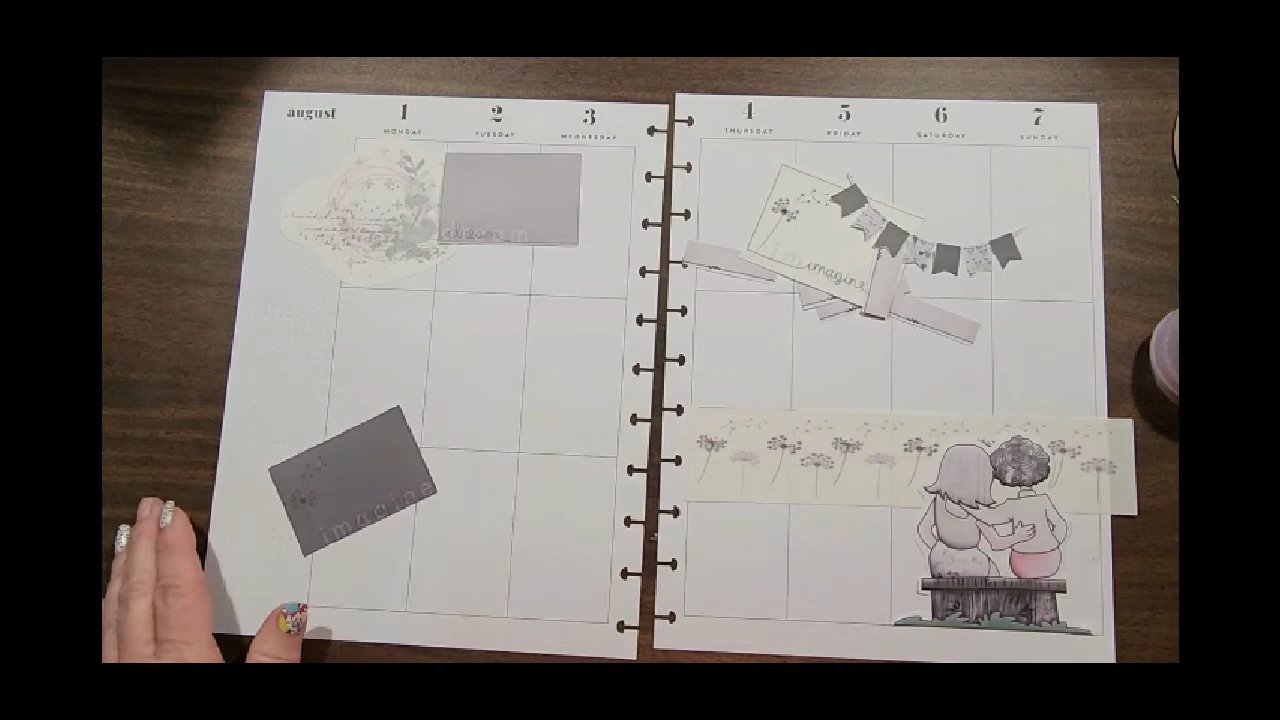 august
1 2 3
MONDAY TUESDAY WEDNESDAY
4 5 6 7
THURSDAY FRIDAY SATURDAY SUNDAY
dream
imagine
imagine